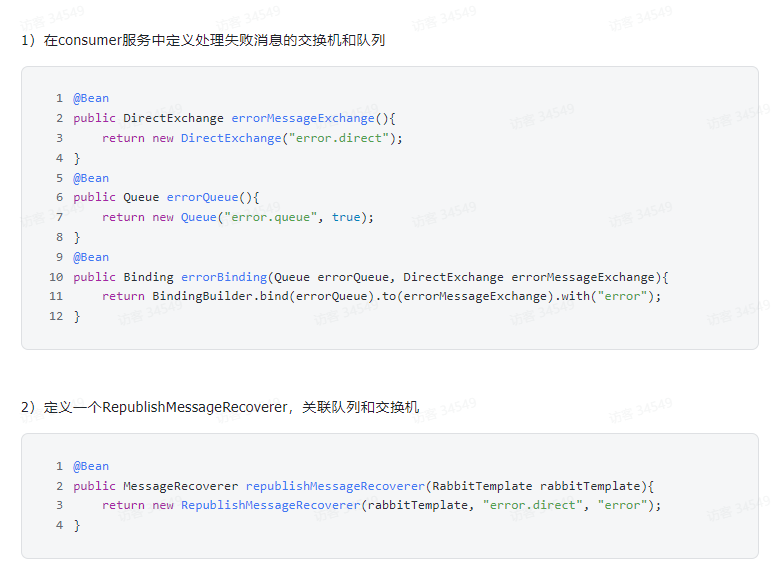 1）在consumer服务中定义处理失败消息的交换机和队列
1 @Bean
2 public DirectExchange errorMessageExchange(){
3     return new DirectExchange("error.direct");
4 }
5 @Bean
6 public Queue errorQueue(){
7     return new Queue("error.queue", true);
8 }
9 @Bean
10 public Binding errorBinding(Queue errorQueue, DirectExchange errorMessageExchange){
11     return BindingBuilder.bind(errorQueue).to(errorMessageExchange).with("error");
12 }
2）定义一个RepublishMessageRecoverer，关联队列和交换机
1 @Bean
2 public MessageRecoverer republishMessageRecoverer(RabbitTemplate rabbitTemplate){
3     return new RepublishMessageRecoverer(rabbitTemplate, "error.direct", "error");
4 }
访客 34549